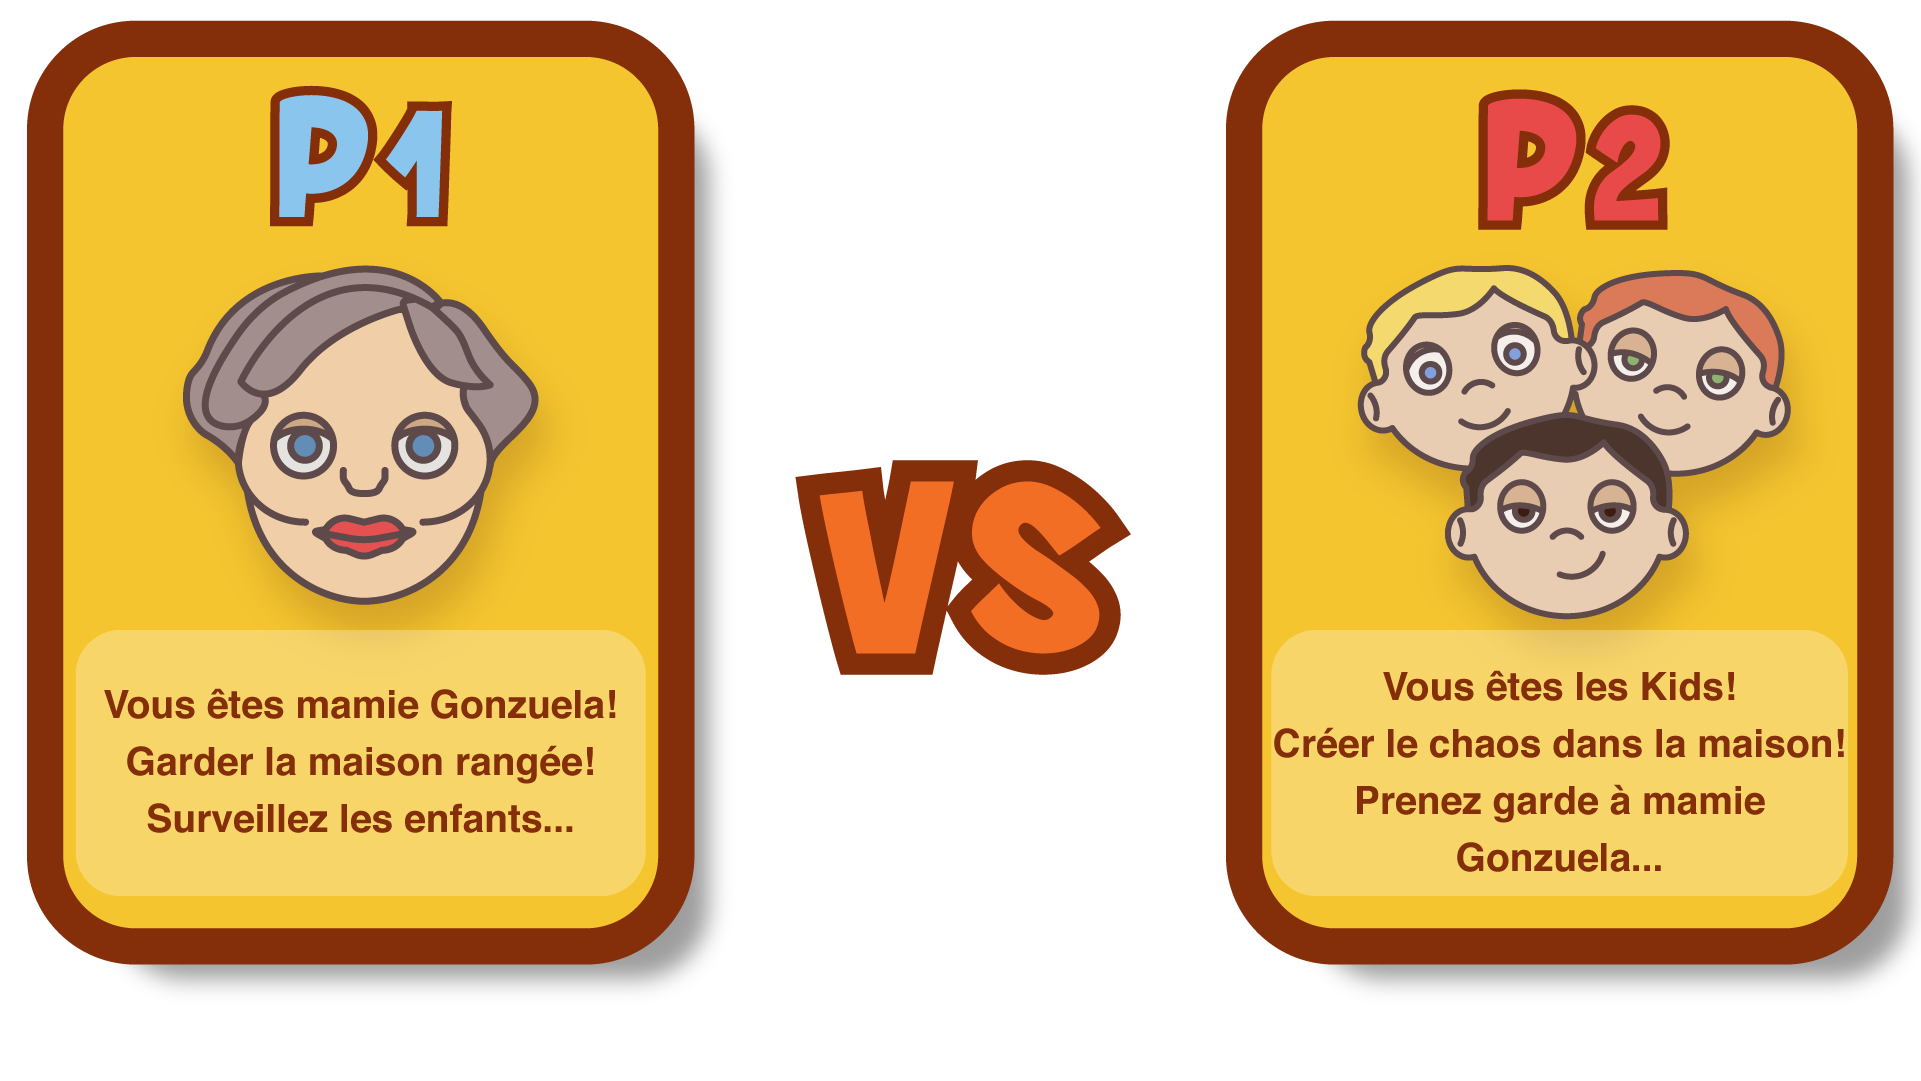 P1
Vous êtes mamie Gonzuela!
Garder la maison rangée!
Surveillez les enfants...
VS
P2
Vous êtes les Kids!
Créer le chaos dans la maison!
Prenez garde à mamie
Gonzuela...